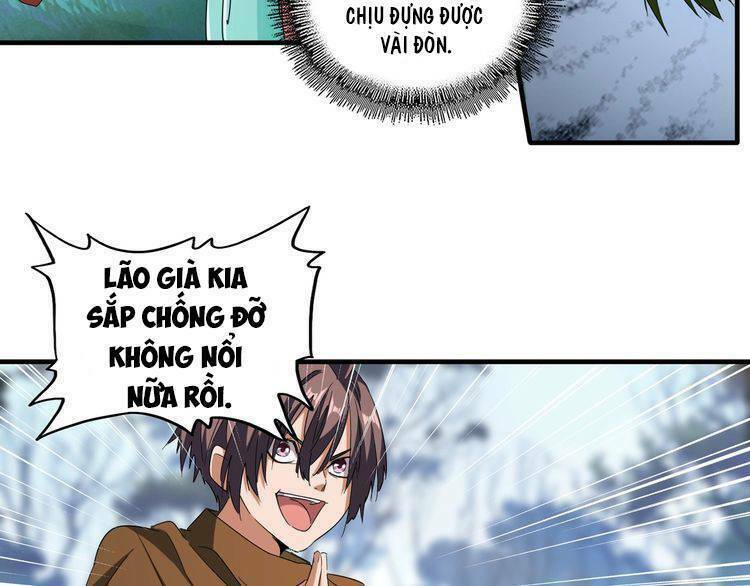 CHỊU ĐỰNG ĐƯỢC
VÀI ĐÒN.
LÃO GIÀ KIA
SẮP CHỐNG ĐỠ
KHÔNG NỔI
NỮA RỒI.